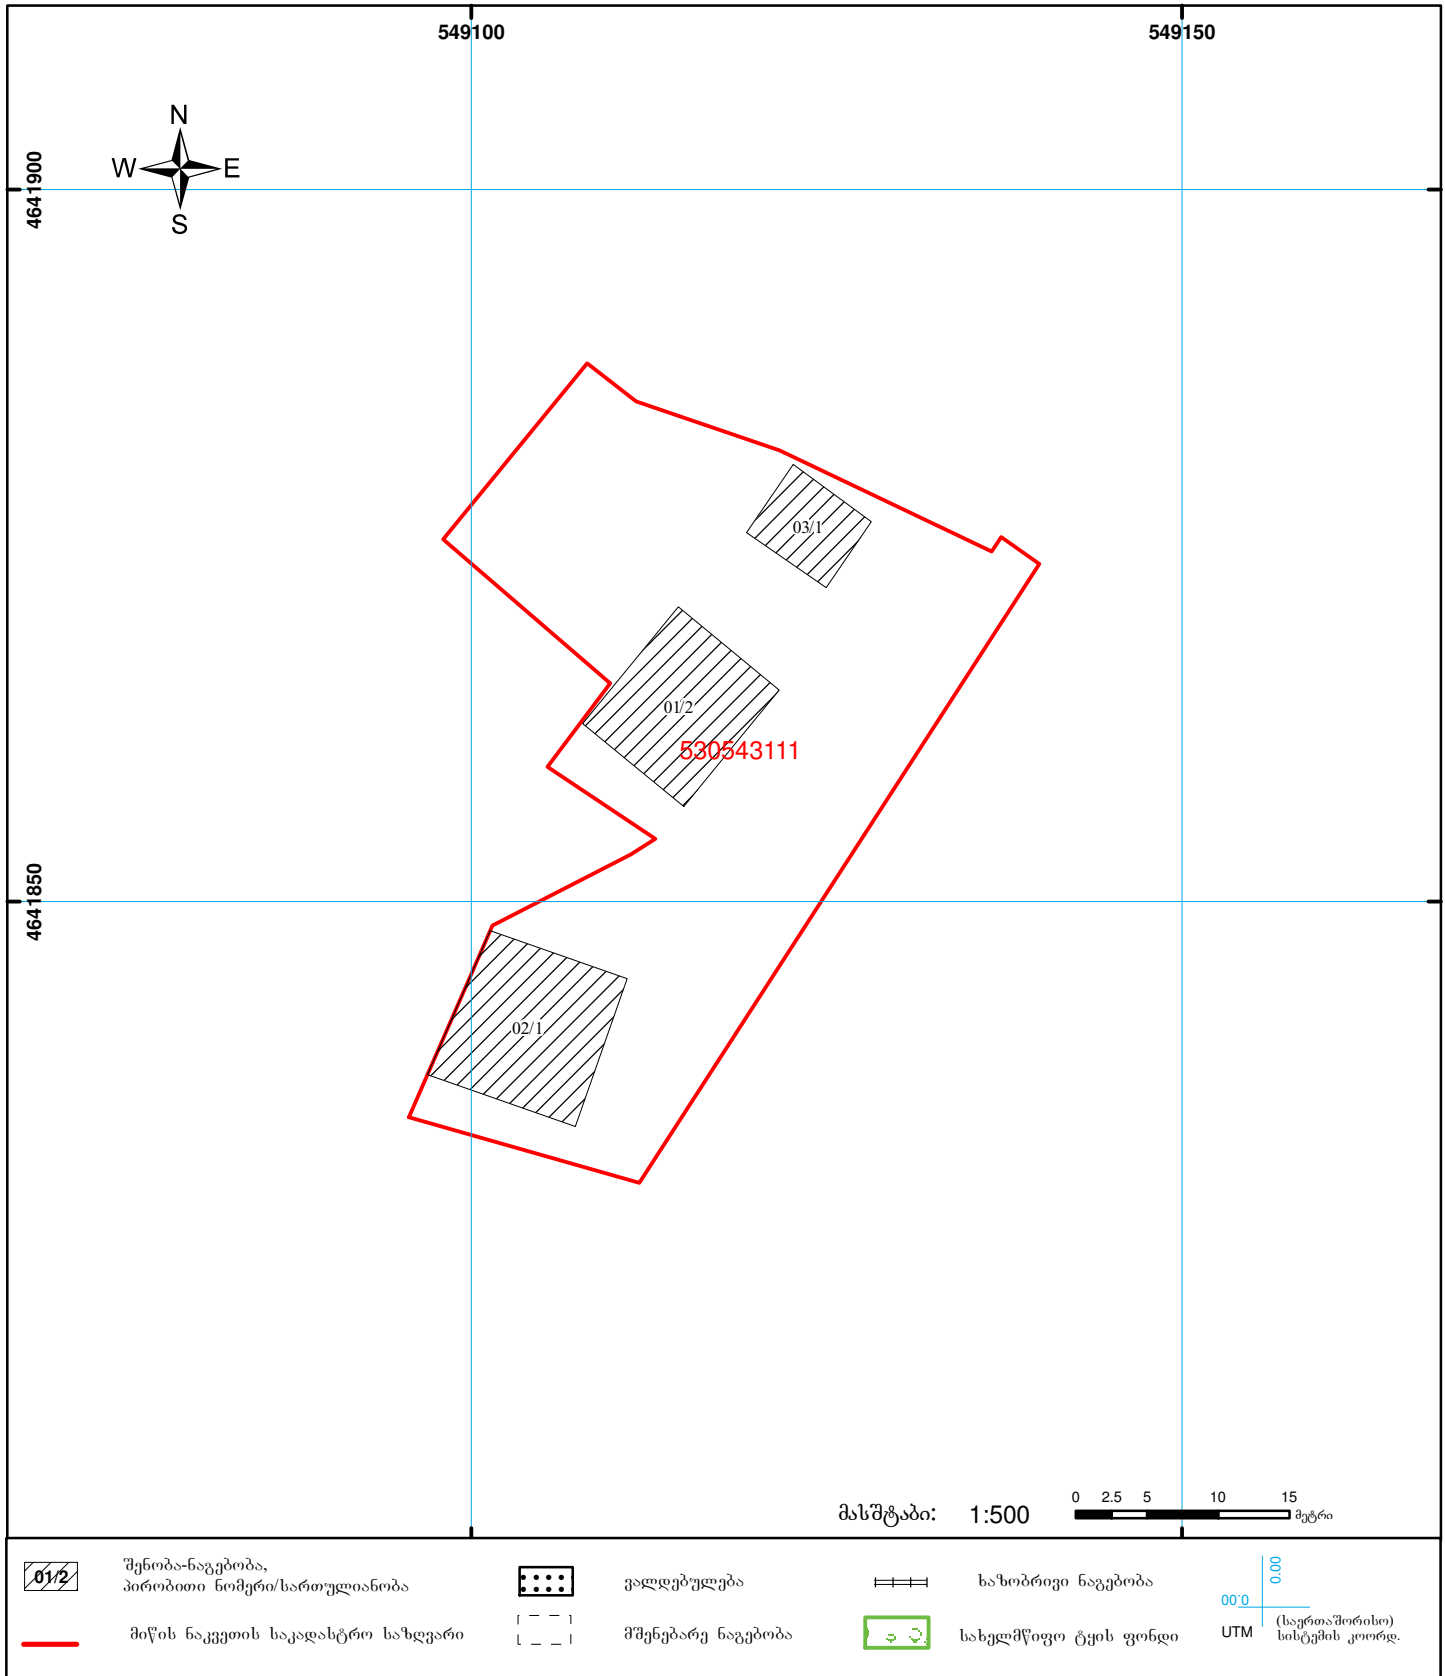 549100 549150
N
W E
S
4641900
03/1
01/2
530543111
4641850
02/1
მასშტაბი: 1:500
0 2.5 5 10 15
მეტრი
01/2
შენობა-ნაგებობა,
პირობითი ნომერი/სართულიანობა
ვალდებულება
ხაზობრივი ნაგებობა
მიწის ნაკვეთის საკადასტრო საზღვარი
მშენებარე ნაგებობა
სახელმწიფო ტყის ფონდი
00.0
0.00
UTM
(საერთაშორისო)
სისტემის კოორდ.